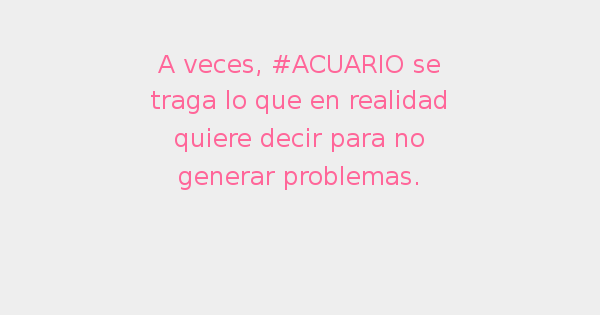 A veces, #ACUARIO se
traga lo que en realidad
quiere decir para no
generar problemas.